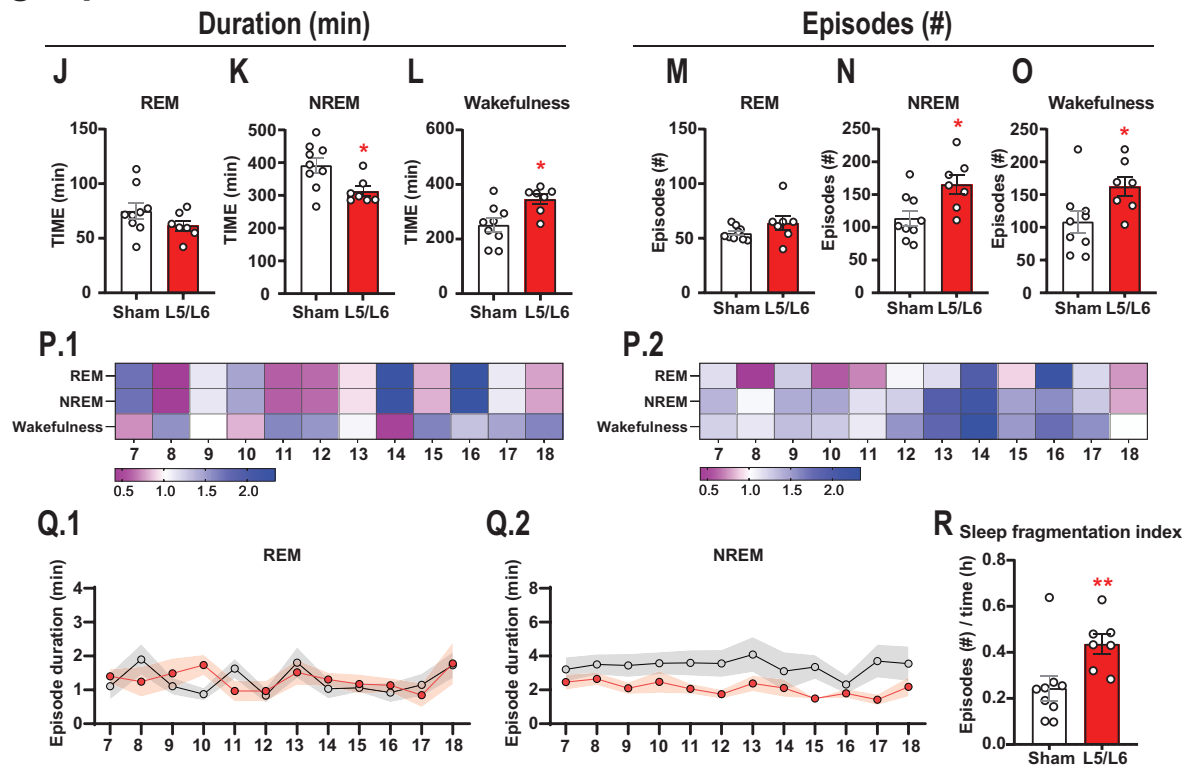 Duration (min)
Episodes (#)
J
K
L
M
N
O
REM
NREM
Wakefulness
REM
NREM
Wakefulness
TIME (min)
150
100
50
0
Sham L5/L6
TIME (min)
500
400
300
200
100
0
*
Sham L5/L6
TIME (min)
600
400
200
0
*
Sham L5/L6
Episodes (#)
150
100
50
0
Sham L5/L6
Episodes (#)
250
200
150
100
50
0
*
Sham L5/L6
Episodes (#)
250
200
150
100
50
0
*
Sham L5/L6
P.1
REM
NREM
Wakefulness
7 8 9 10 11 12 13 14 15 16 17 18
0.5 1.0 1.5 2.0
P.2
REM
NREM
Wakefulness
7 8 9 10 11 12 13 14 15 16 17 18
0.5 1.0 1.5 2.0
Q.1
REM
Episode duration (min)
4
3
2
1
0
7 8 9 10 11 12 13 14 15 16 17 18
Q.2
NREM
Episode duration (min)
8
6
4
2
0
7 8 9 10 11 12 13 14 15 16 17 18
R Sleep fragmentation index
Episodes (#) / time (h)
0.8
0.6
0.4
0.2
0.0
**
Sham L5/L6